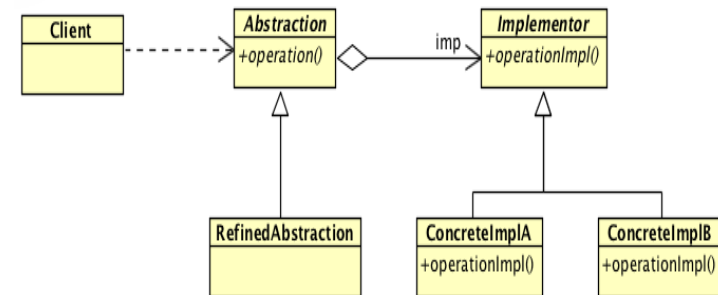 Client
Abstraction
+operation()
imp
Implementor
+operationImpl()
RefinedAbstraction
ConcreteImplA
+operationImpl()
ConcreteImplB
+operationImpl()